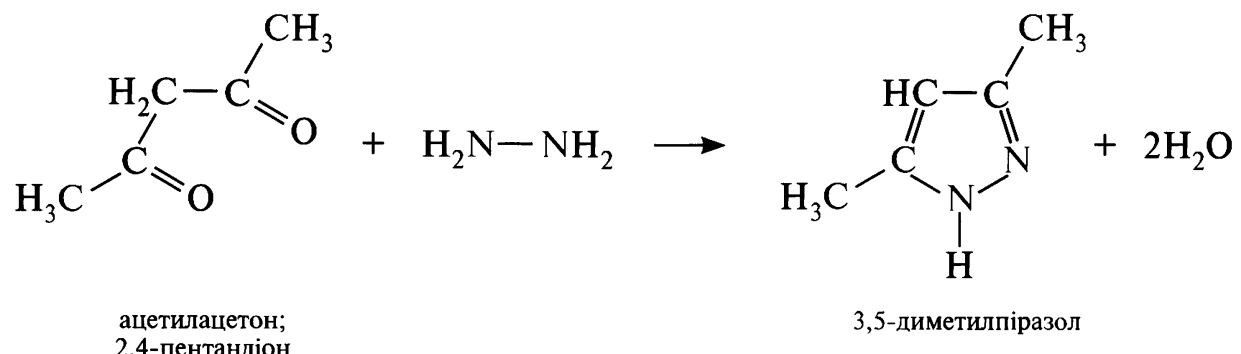 CH₃
H₂C — C
O
C
H₃C
O
+ H₂N — NH₂ →
CH₃
HC — C
C
N
H₃C
N
H
+ 2H₂O
ацетилацетон;
2,4-пентандіон
3,5-диметилпіразол